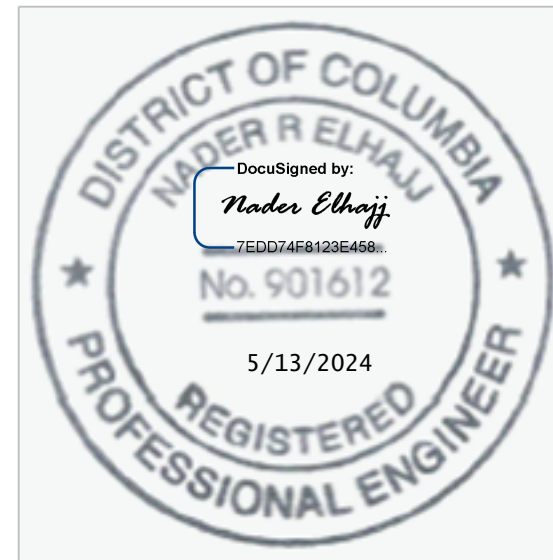 DISTRICT OF COLUMBIA
NADER R ELHAJJ
DocuSigned by:
Nader Elhajj
7EDD74F8123E458...
No. 901612
5/13/2024
REGISTERED
PROFESSIONAL ENGINEER